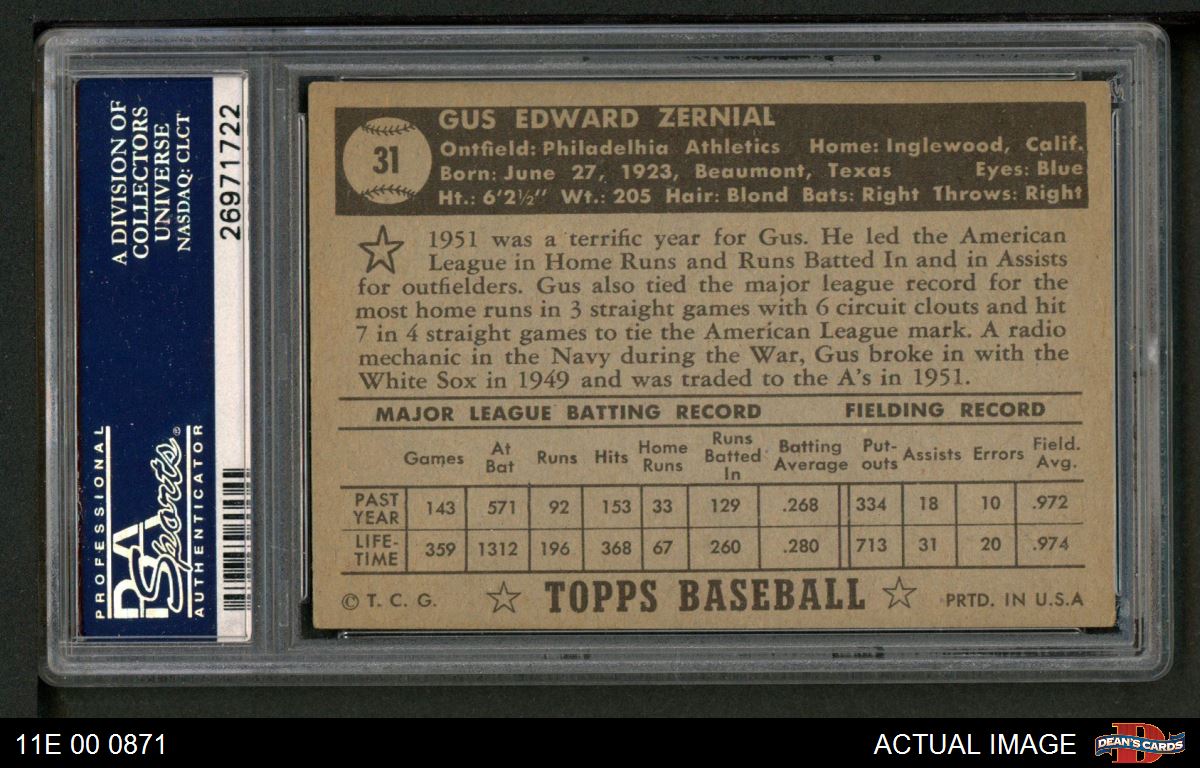 A DIVISION OF
COLLECTORS
UNIVERSE
NASDAQ: CLCT
26971722
PROFESSIONAL
PSA
Sports®
AUTHENTICATOR
31
GUS EDWARD ZERNIAL
Ontfield: Philadelhia Athletics Home: Inglewood, Calif.
Born: June 27, 1923, Beaumont, Texas Eyes: Blue
Ht.: 6'2½" Wt.: 205 Hair: Blond Bats: Right Throws: Right
1951 was a terrific year for Gus. He led the American
League in Home Runs and Runs Batted In and in Assists
for outfielders. Gus also tied the major league record for the
most home runs in 3 straight games with 6 circuit clouts and hit
7 in 4 straight games to tie the American League mark. A radio
mechanic in the Navy during the War, Gus broke in with the
White Sox in 1949 and was traded to the A's in 1951.
MAJOR LEAGUE BATTING RECORD FIELDING RECORD
Games At Bat Runs Hits Home Runs Runs Batted In Batting Average Put-outs Assists Errors Field. Avg.
PAST YEAR 143 571 92 153 33 129 .268 334 18 10 .972
LIFE-TIME 359 1312 196 368 67 260 .280 713 31 20 .974
© T. C. G. TOPPS BASEBALL PRTD. IN U.S.A
11E 00 0871 ACTUAL IMAGE DEAN'S CARDS